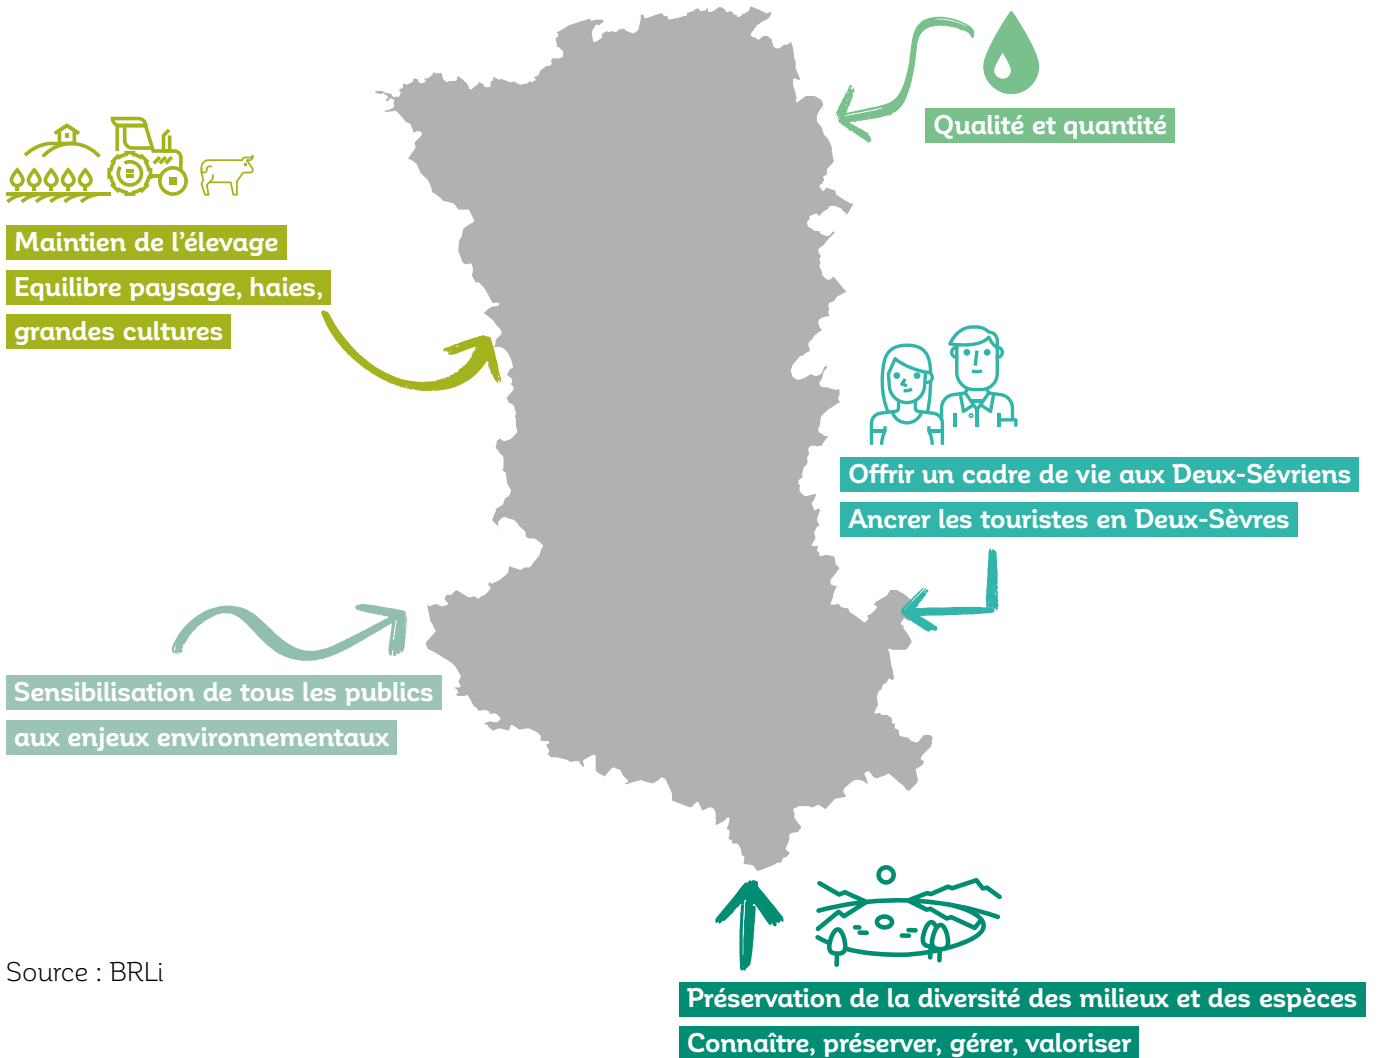 Qualité et quantité
Maintien de l’élevage
Equilibre paysage, haies,
grandes cultures
Offrir un cadre de vie aux Deux-Sévriens
Ancrer les touristes en Deux-Sèvres
Sensibilisation de tous les publics
aux enjeux environnementaux
Source : BRLi
Préservation de la diversité des milieux et des espèces
Connaître, préserver, gérer, valoriser